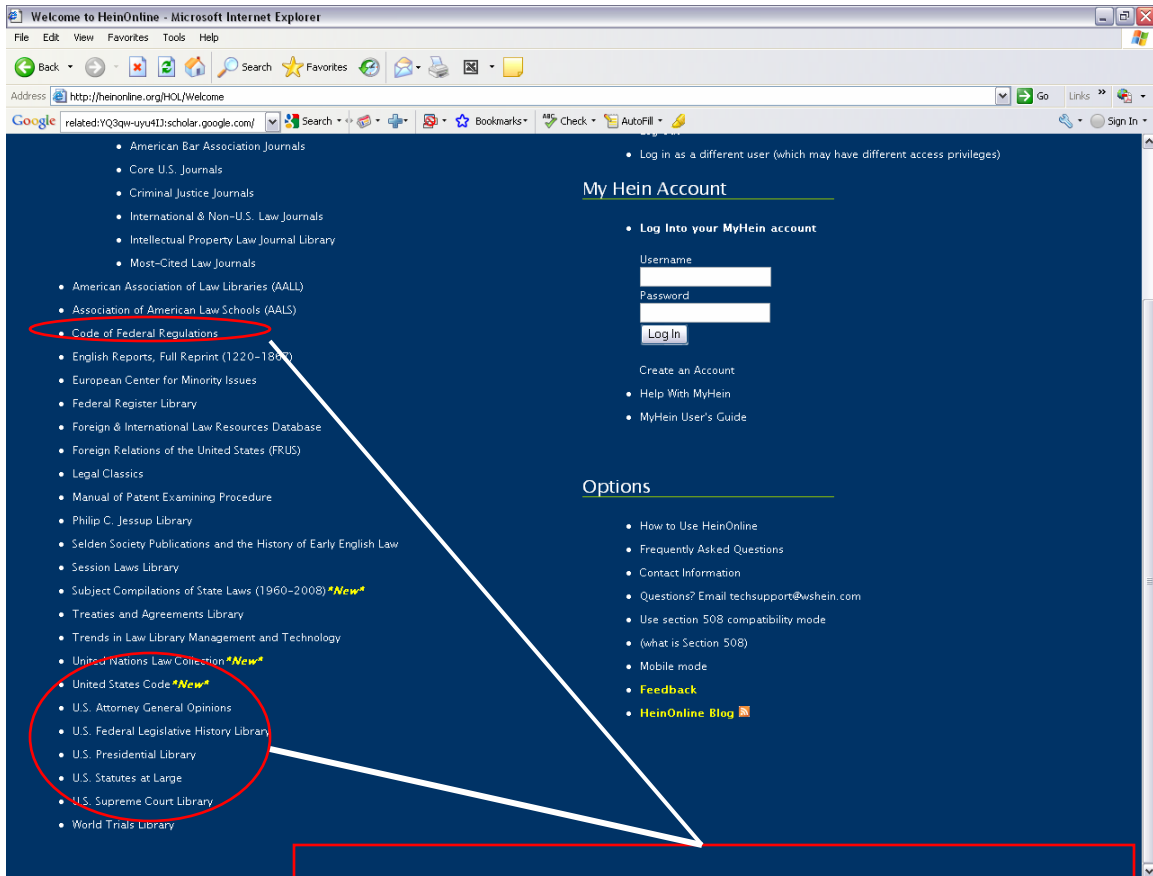 Welcome to HeinOnline - Microsoft Internet Explorer
File Edit View Favorites Tools Help
Back Search Favorites
Address http://heinonline.org/HOL/Welcome Go Links »
Google related:YQ3qw-uyu4IJ:scholar.google.com/ Search Bookmarks Check AutoFill Sign In
American Bar Association Journals
Core U.S. Journals
Criminal Justice Journals
International & Non-U.S. Law Journals
Intellectual Property Law Journal Library
Most-Cited Law Journals
American Association of Law Libraries (AALL)
Association of American Law Schools (AALS)
Code of Federal Regulations
English Reports, Full Reprint (1220-1867)
European Center for Minority Issues
Federal Register Library
Foreign & International Law Resources Database
Foreign Relations of the United States (FRUS)
Legal Classics
Manual of Patent Examining Procedure
Philip C. Jessup Library
Selden Society Publications and the History of Early English Law
Session Laws Library
Subject Compilations of State Laws (1960-2008) *New*
Treaties and Agreements Library
Trends in Law Library Management and Technology
United Nations Law Collection *New*
United States Code *New*
U.S. Attorney General Opinions
U.S. Federal Legislative History Library
U.S. Presidential Library
U.S. Statutes at Large
U.S. Supreme Court Library
World Trials Library
Log in as a different user (which may have different access privileges)
My Hein Account
Log Into your MyHein account
Username
Password
Log In
Create an Account
Help With MyHein
MyHein User's Guide
Options
How to Use HeinOnline
Frequently Asked Questions
Contact Information
Questions? Email techsupport@wshein.com
Use section 508 compatibility mode
(what is Section 508)
Mobile mode
Feedback
HeinOnline Blog